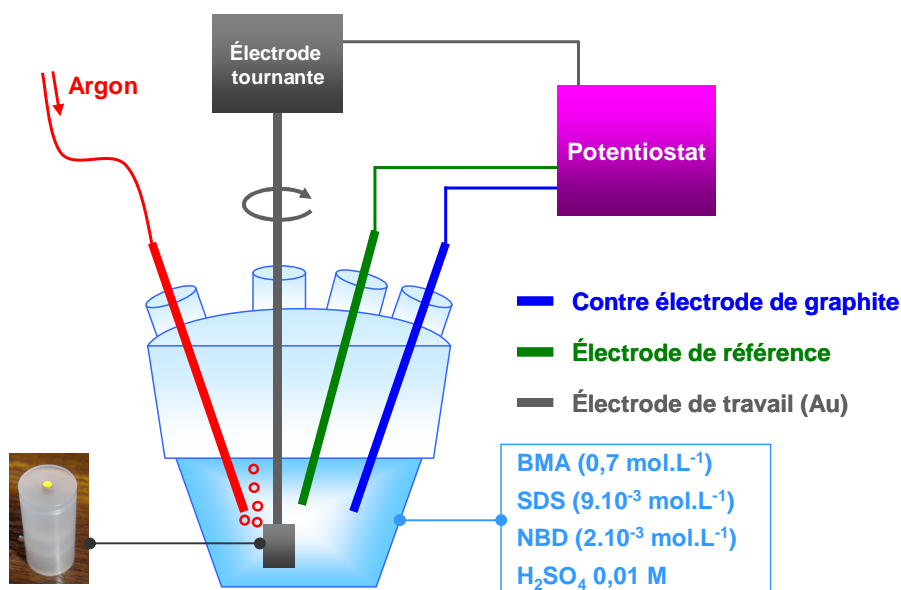 Électrode
tournante
Argon
Potentiostat
Contre électrode de graphite
Électrode de référence
Électrode de travail (Au)
BMA (0,7 mol.L⁻¹)
SDS (9.10⁻³ mol.L⁻¹)
NBD (2.10⁻³ mol.L⁻¹)
H₂SO₄ 0,01 M